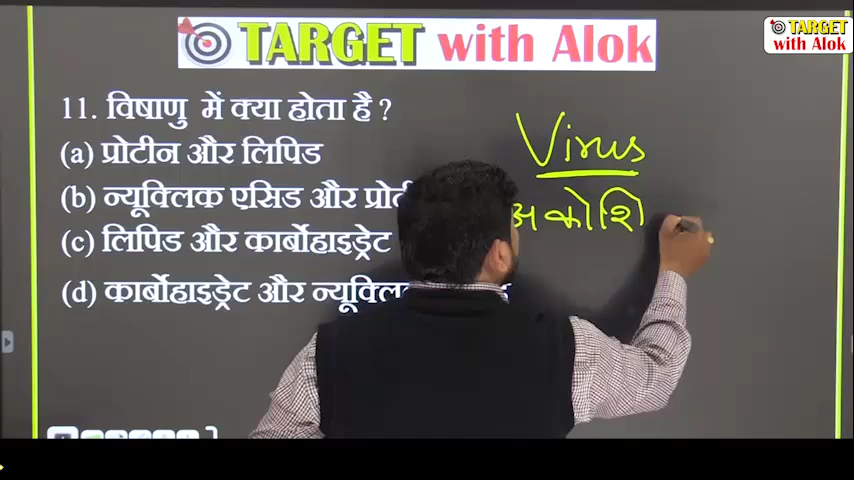 TARGET with Alok
TARGET
with Alok
11. विषाणु में क्या होता है ?
(a) प्रोटीन और लिपिड
(b) न्यूक्लिक एसिड और
(c) लिपिड और कार्बोहाइड्रेट
(d) कार्बोहाइड्रेट और
Virus
अकोशि